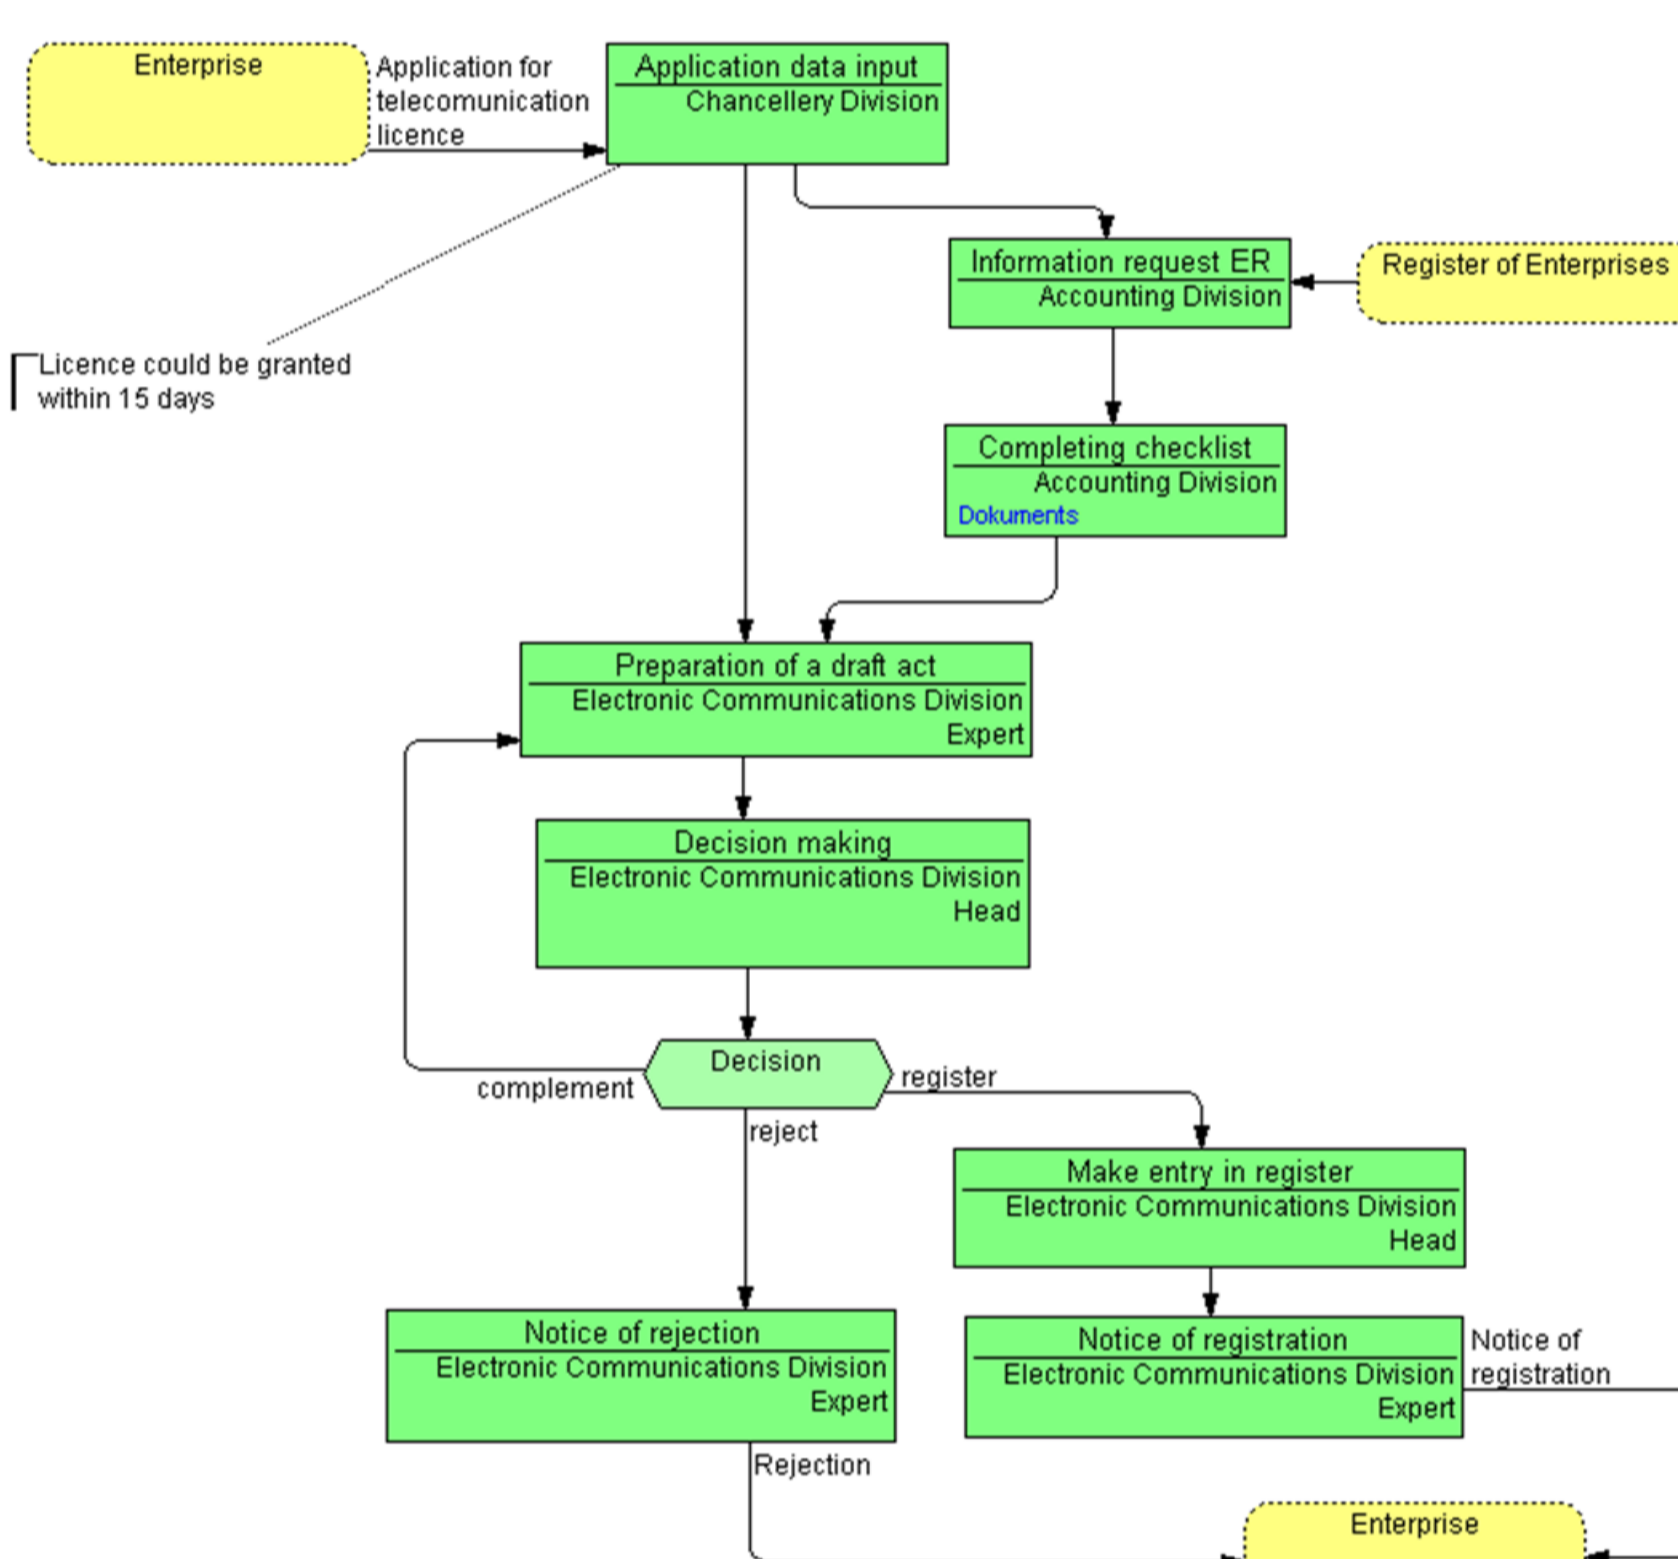 Enterprise
Application for
telecomunication
licence
Application data input
Chancellery Division
Information request ER
Accounting Division
Register of Enterprises
Licence could be granted
within 15 days
Completing checklist
Accounting Division
Dokuments
Preparation of a draft act
Electronic Communications Division
Expert
Decision making
Electronic Communications Division
Head
Decision
complement
register
reject
Make entry in register
Electronic Communications Division
Head
Notice of rejection
Electronic Communications Division
Expert
Notice of registration
Electronic Communications Division
Expert
Notice of
registration
Rejection
Enterprise